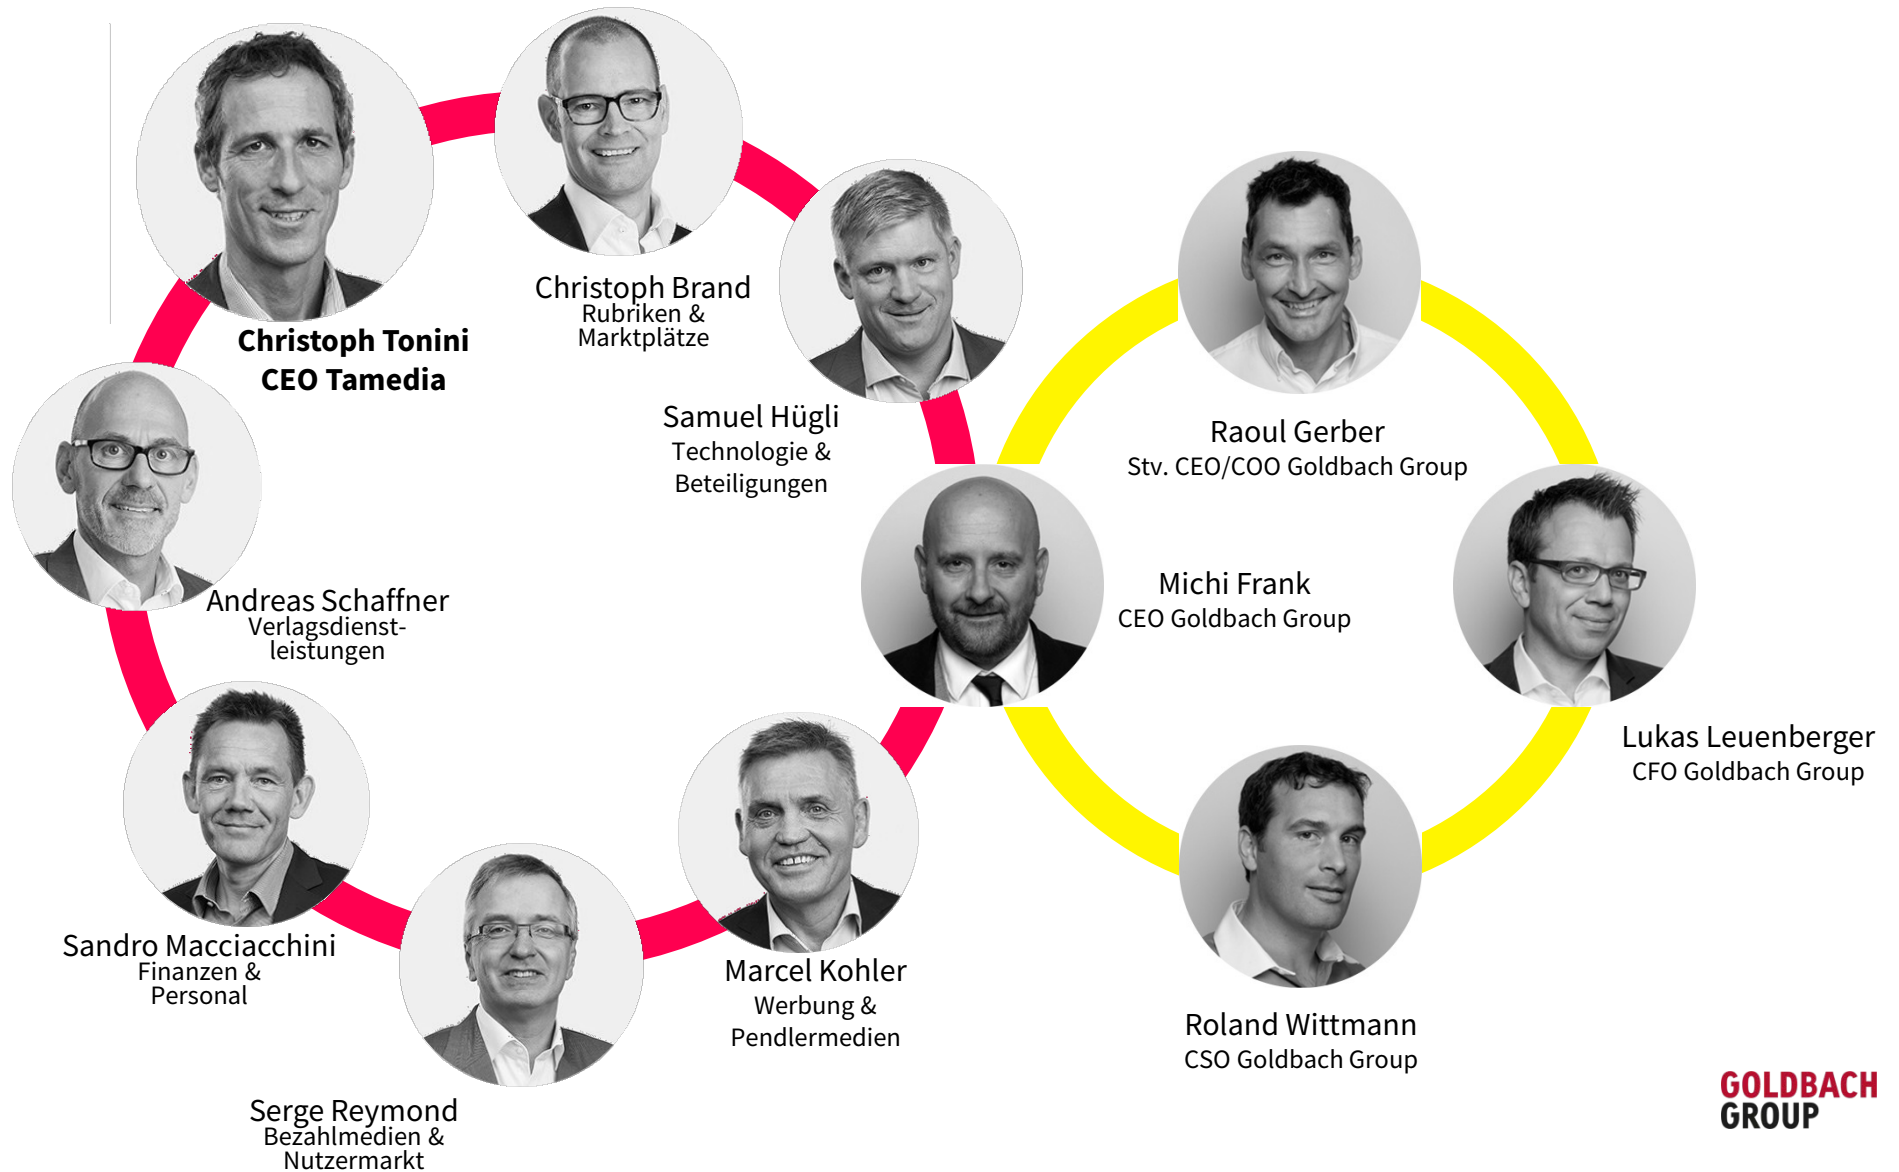 Christoph Tonini
CEO Tamedia
Christoph Brand
Rubriken &
Marktplätze
Samuel Hügli
Technologie &
Beteiligungen
Raoul Gerber
Stv. CEO/COO Goldbach Group
Michi Frank
CEO Goldbach Group
Andreas Schaffner
Verlagsdienst-
leistungen
Lukas Leuenberger
CFO Goldbach Group
Sandro Macciacchini
Finanzen &
Personal
Marcel Kohler
Werbung &
Pendlermedien
Roland Wittmann
CSO Goldbach Group
Serge Reymond
Bezahlmedien &
Nutzermarkt
GOLDBACH
GROUP